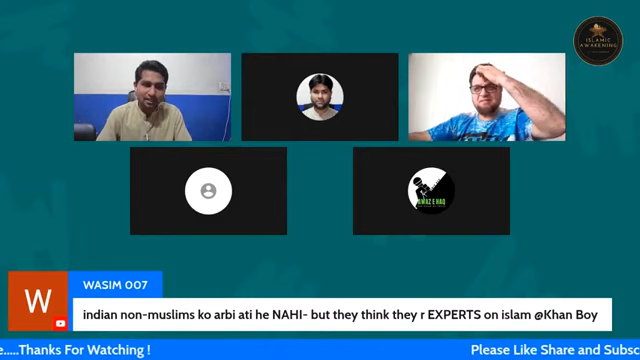 ISLAMIC
AWAKENING
AWAZ E HAQ
W
WASIM 007
indian non-muslims ko arbi ati he NAHI- but they think they r EXPERTS on islam @Khan Boy
e.....Thanks For Watching !
Please Like Share and Subsc